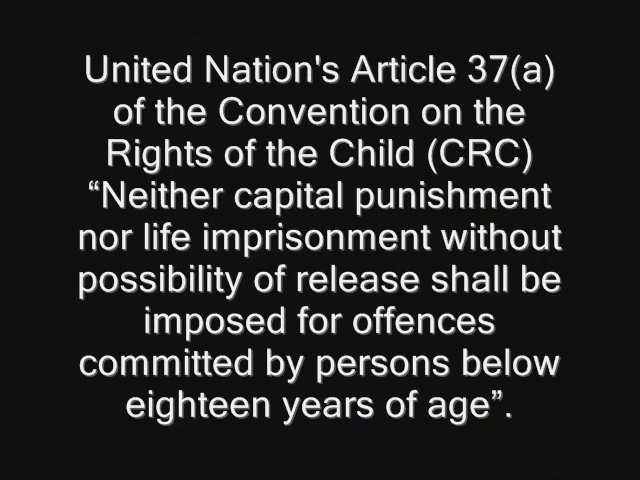 United Nation's Article 37(a)
of the Convention on the
Rights of the Child (CRC)
“Neither capital punishment
nor life imprisonment without
possibility of release shall be
imposed for offences
committed by persons below
eighteen years of age”.